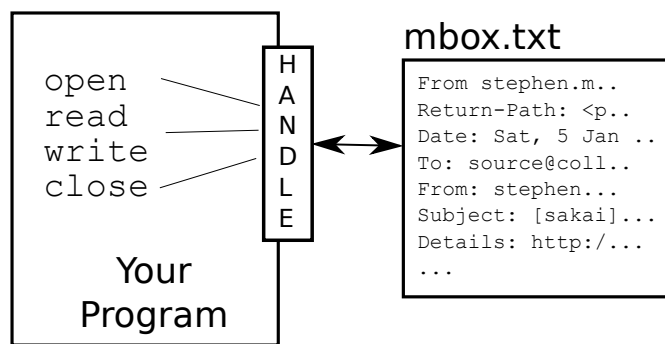 open
read
write
close
Your
Program
H
A
N
D
L
E
mbox.txt
From stephen.m..
Return-Path: <p..
Date: Sat, 5 Jan ..
To: source@coll..
From: stephen...
Subject: [sakai]...
Details: http:/...
...